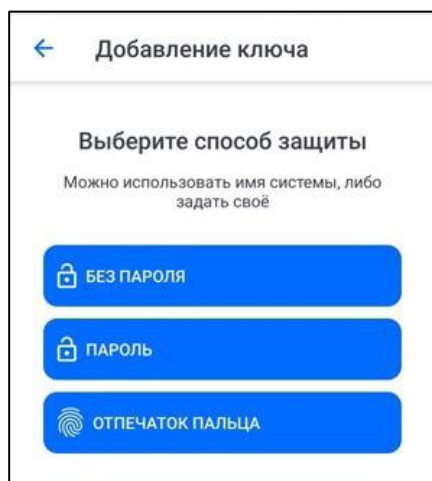 Добавление ключа
Выберите способ защиты
Можно использовать имя системы, либо
задать своё
БЕЗ ПАРОЛЯ
ПАРОЛЬ
ОТПЕЧАТОК ПАЛЬЦА